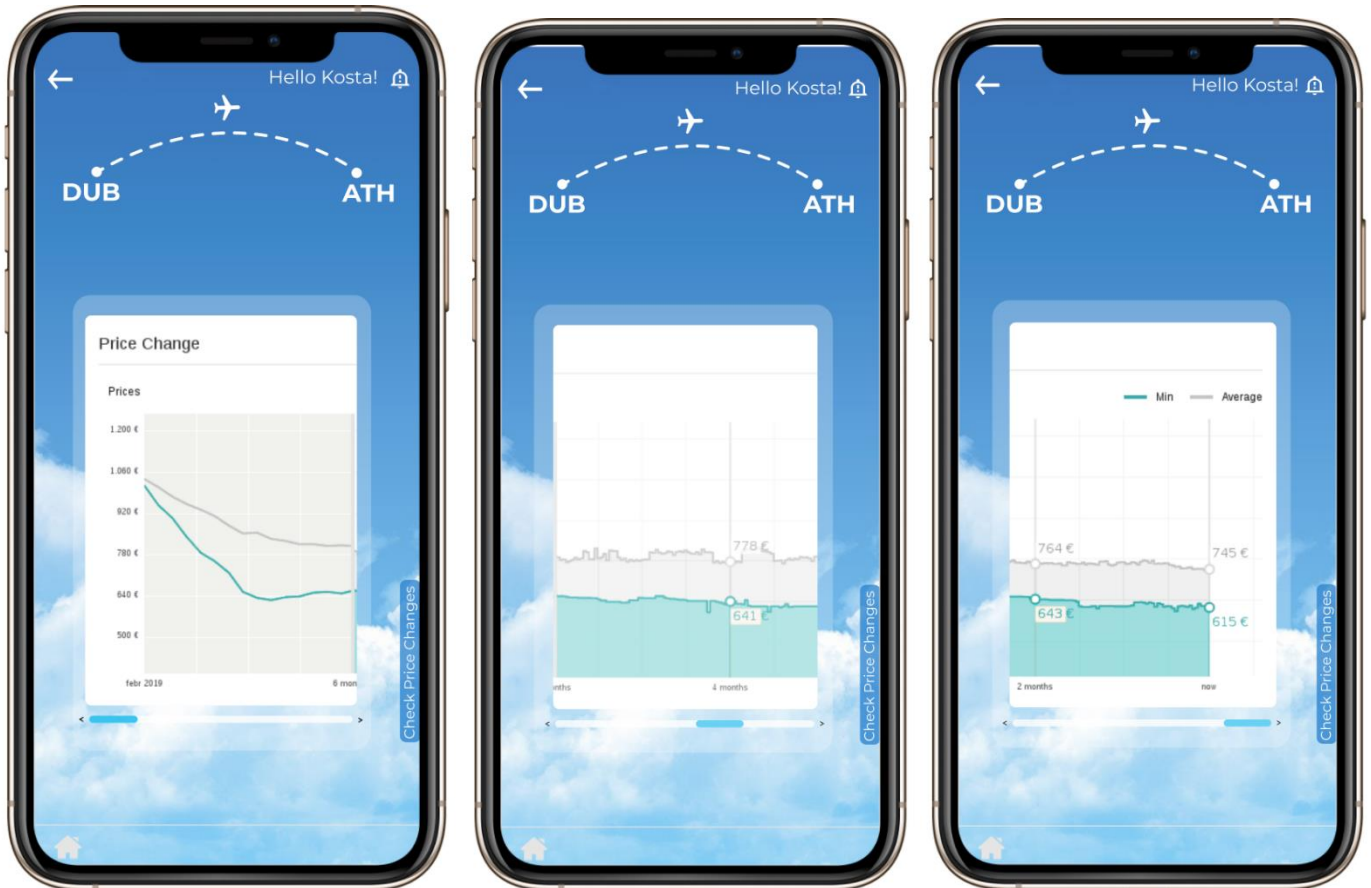 Hello Kosta!
DUB
ATH
Price Change
Prices
1.200 €
1.060 €
920 €
780 €
640 €
500 €
febr 2019
6 mon
< >
Check Price Changes
Hello Kosta!
DUB
ATH
778 €
641 €
onths
4 months
< >
Check Price Changes
Hello Kosta!
DUB
ATH
Min
Average
764 €
745 €
643 €
615 €
2 months
now
< >
Check Price Changes